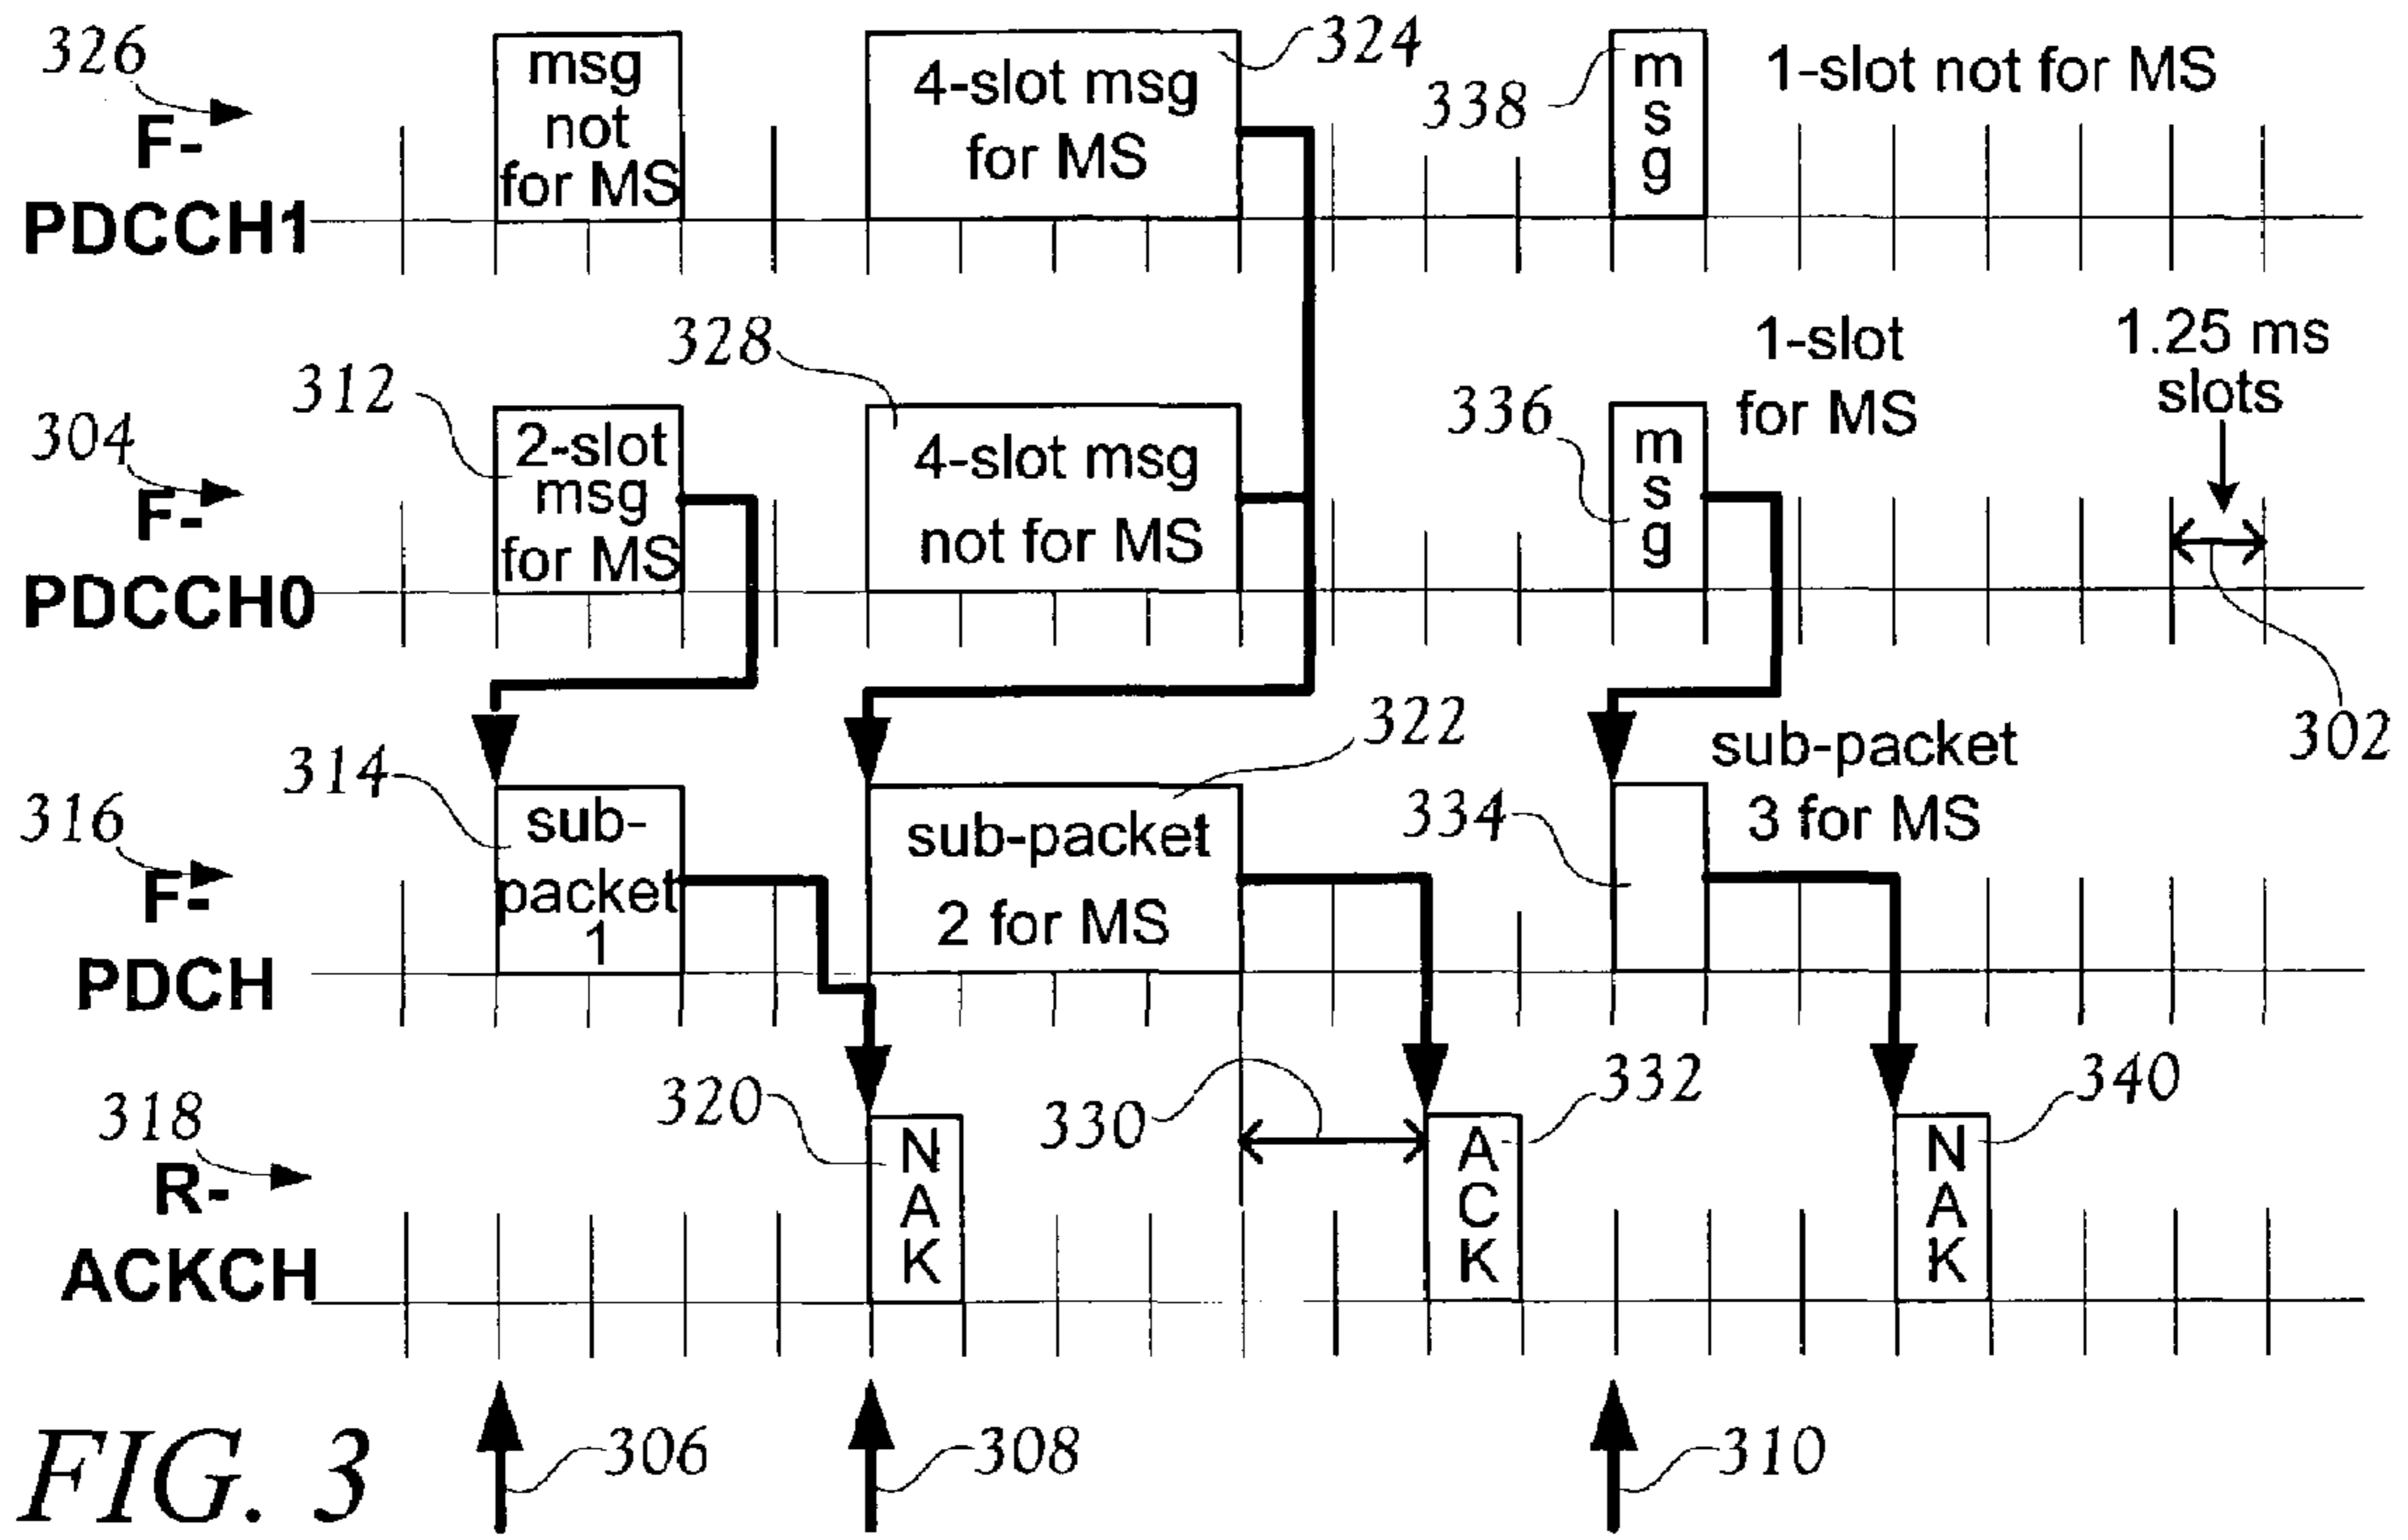 326
F-
PDCCH1
msg
not
for MS
4-slot msg
for MS
324
338
m
s
g
1-slot not for MS
304
F-
PDCCH0
312
2-slot
msg
for MS
328
4-slot msg
not for MS
336
m
s
g
1-slot
for MS
1.25 ms
slots
302
316
F-
PDCH
314
sub-
packet
1
322
sub-packet
2 for MS
334
sub-packet
3 for MS
318
R-
ACKCH
320
N
A
K
330
A
C
K
332
N
A
K
340
FIG. 3
306
308
310